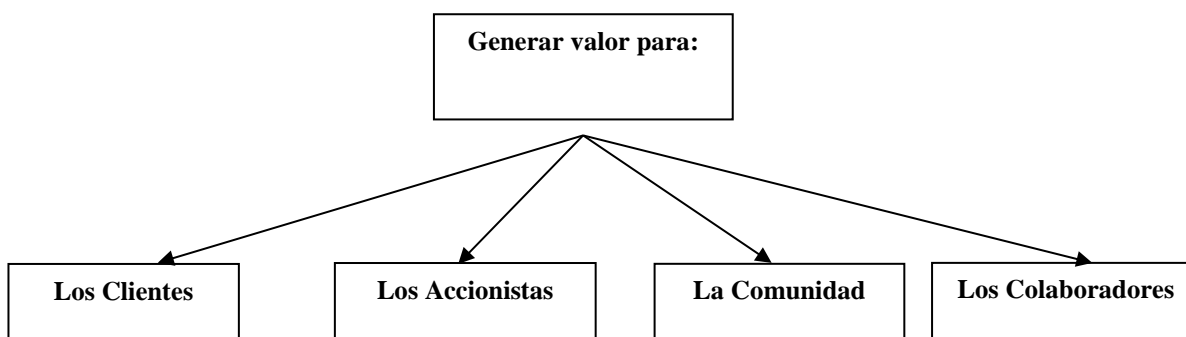 Generar valor para:
Los Clientes
Los Accionistas
La Comunidad
Los Colaboradores